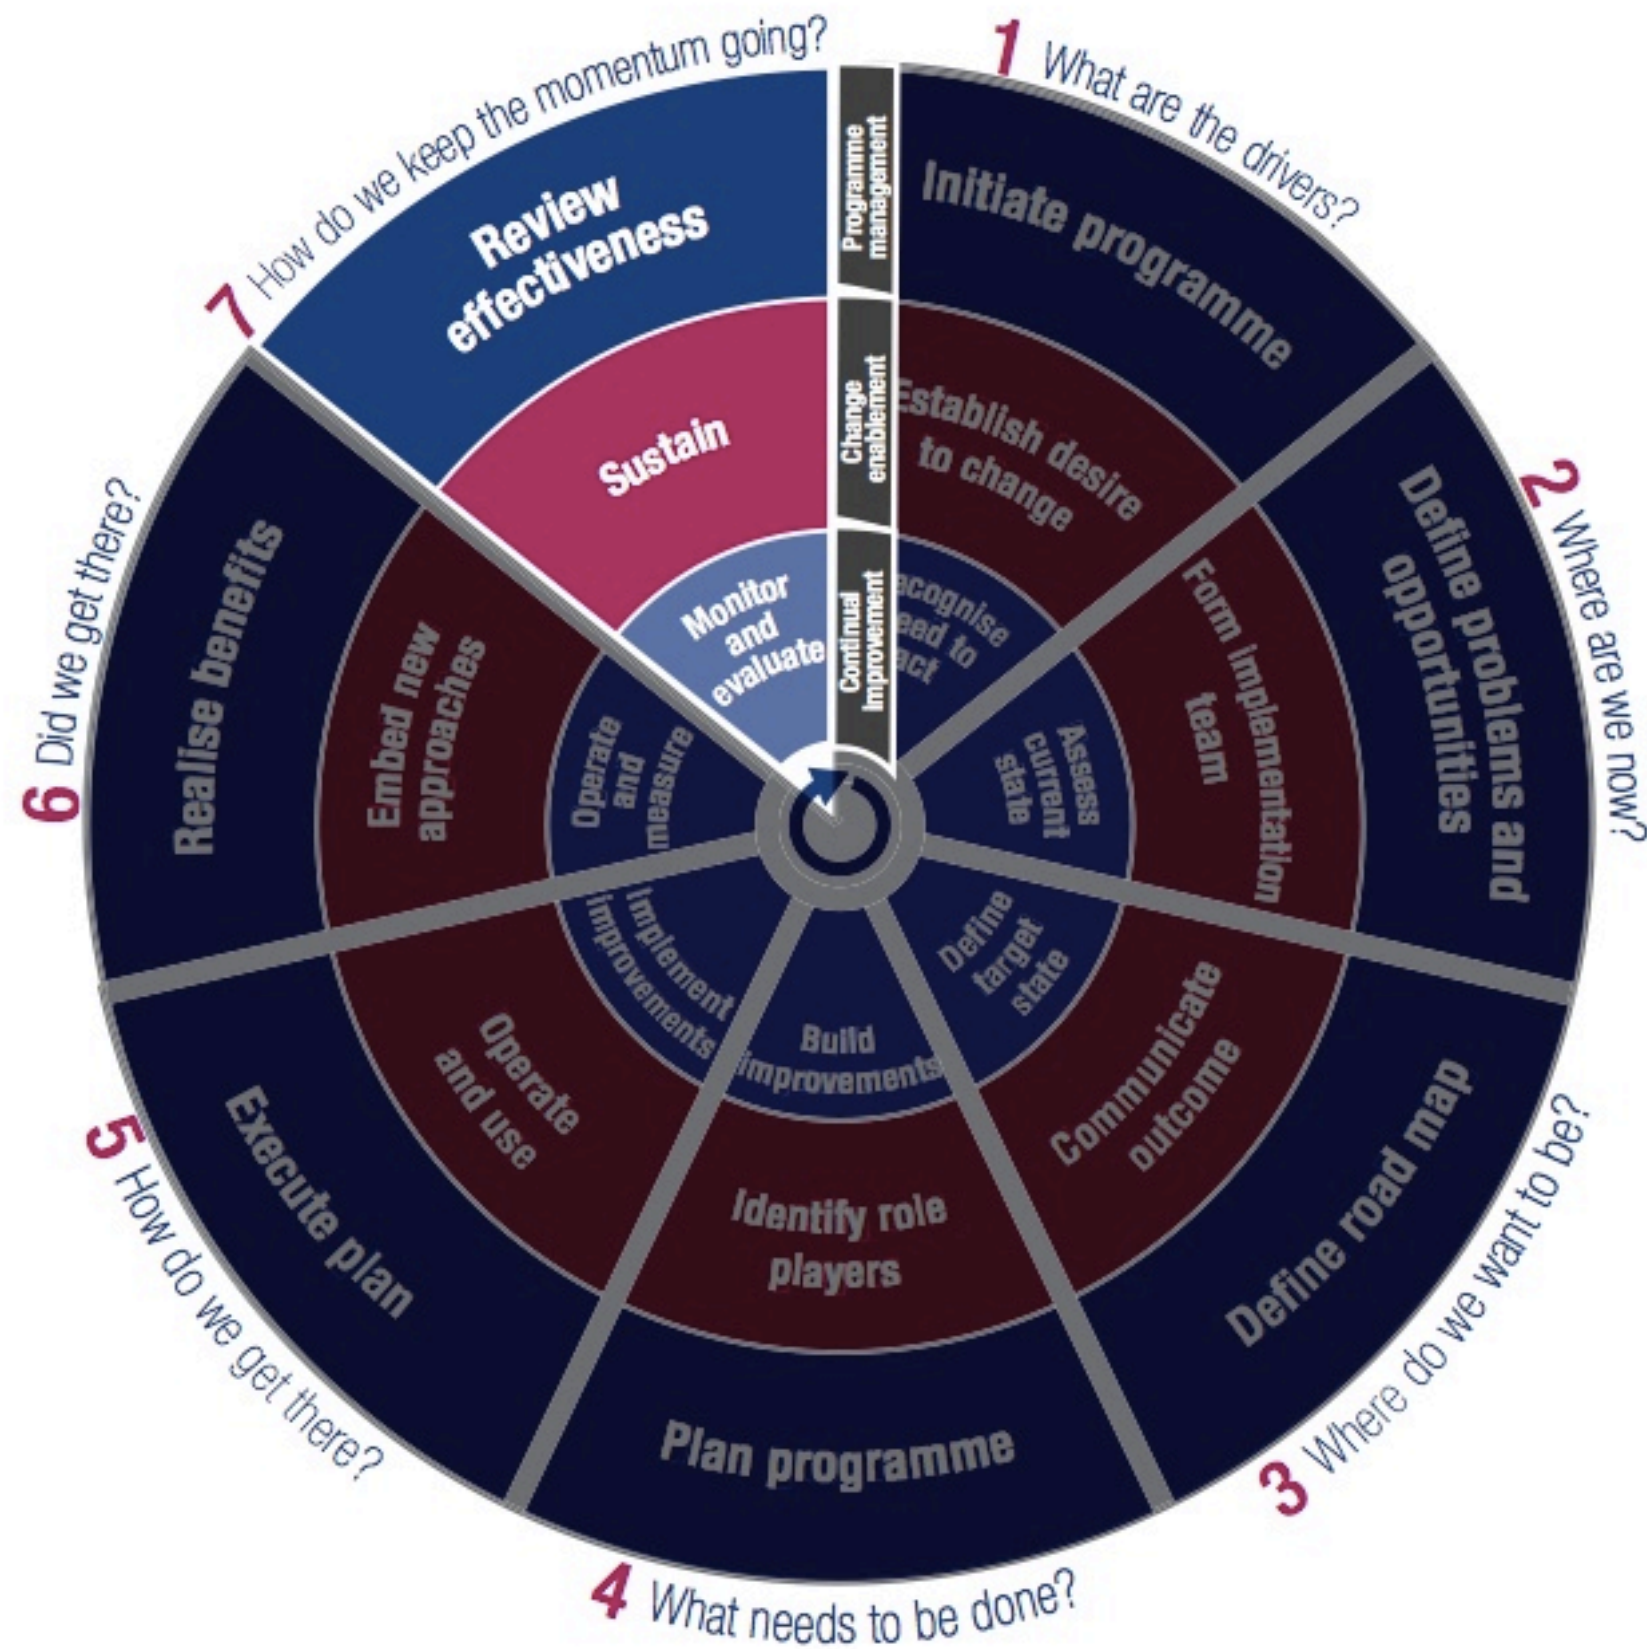 1 What are the drivers?
Initiate programme
Establish desire
to change
need to
2 Where are we now?
Define problems and
opportunities
Form implementation
team
Assess
current
state
3 Where do we want to be?
Define road map
Communicate
outcome
Define
target
state
4 What needs to be done?
Plan programme
Identify role
players
Build
improvements
5 How do we get there?
Execute plan
Operate
and use
Implement
improvements
6 Did we get there?
Realise benefits
Embed new
approaches
Operate
and
measure
7 How do we keep the momentum going?
Review
effectiveness
Sustain
Monitor
and
evaluate
Programme
management
Change
enablement
Continual
improvement